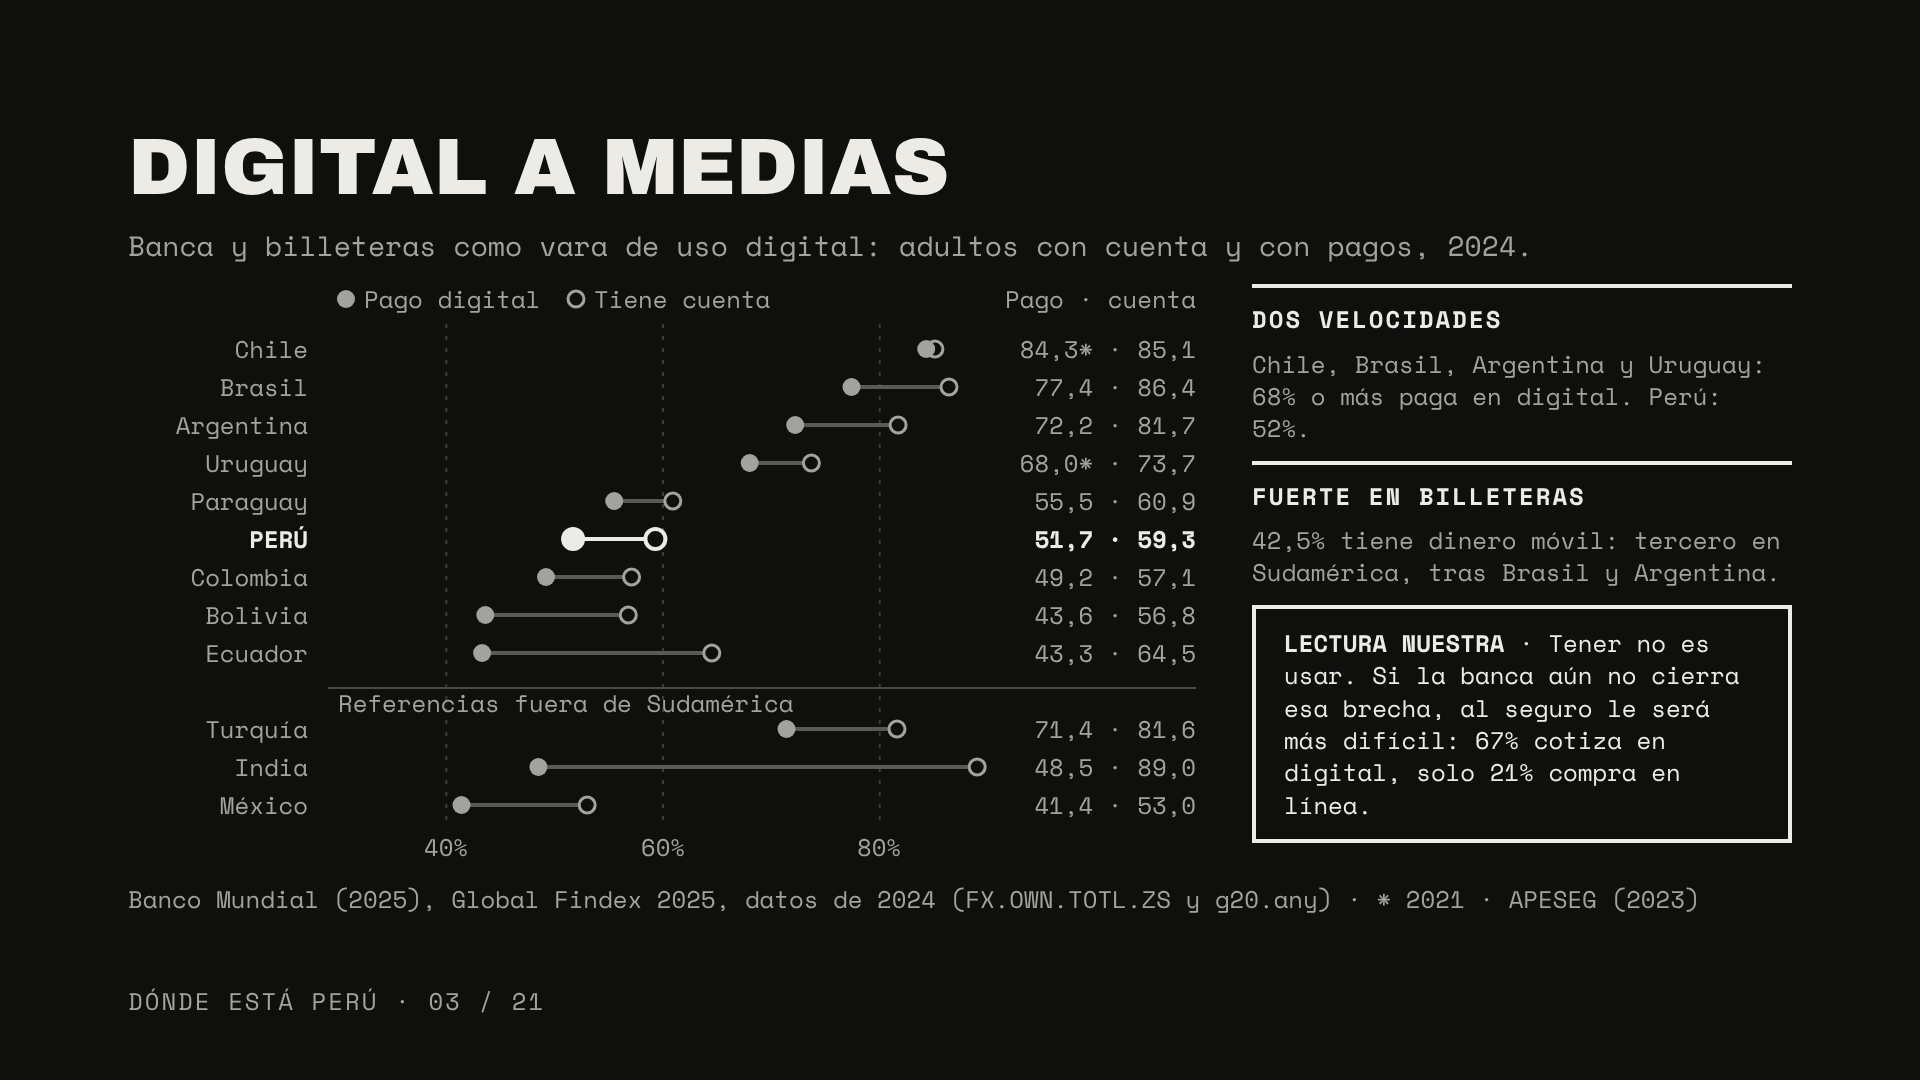 DIGITAL A MEDIAS
Banca y billeteras como vara de uso digital: adultos con cuenta y con pagos, 2024.
Pago digital Tiene cuenta Pago · cuenta
Chile 84,3* · 85,1
Brasil 77,4 · 86,4
Argentina 72,2 · 81,7
Uruguay 68,0* · 73,7
Paraguay 55,5 · 60,9
PERÚ 51,7 · 59,3
Colombia 49,2 · 57,1
Bolivia 43,6 · 56,8
Ecuador 43,3 · 64,5
Referencias fuera de Sudamérica
Turquía 71,4 · 81,6
India 48,5 · 89,0
México 41,4 · 53,0
40% 60% 80%
DOS VELOCIDADES
Chile, Brasil, Argentina y Uruguay:
68% o más paga en digital. Perú:
52%.
FUERTE EN BILLETERAS
42,5% tiene dinero móvil: tercero en
Sudamérica, tras Brasil y Argentina.
LECTURA NUESTRA · Tener no es
usar. Si la banca aún no cierra
esa brecha, al seguro le será
más difícil: 67% cotiza en
digital, solo 21% compra en
línea.
Banco Mundial (2025), Global Findex 2025, datos de 2024 (FX.OWN.TOTL.ZS y g20.any) · * 2021 · APESEG (2023)
DÓNDE ESTÁ PERÚ · 03 / 21